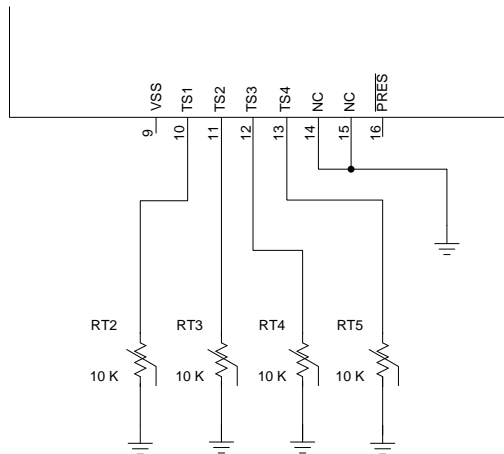 VSS
TS1
TS2
TS3
TS4
NC
NC
PRES
9
10
11
12
13
14
15
16
RT2
RT3
RT4
RT5
10 K
10 K
10 K
10 K